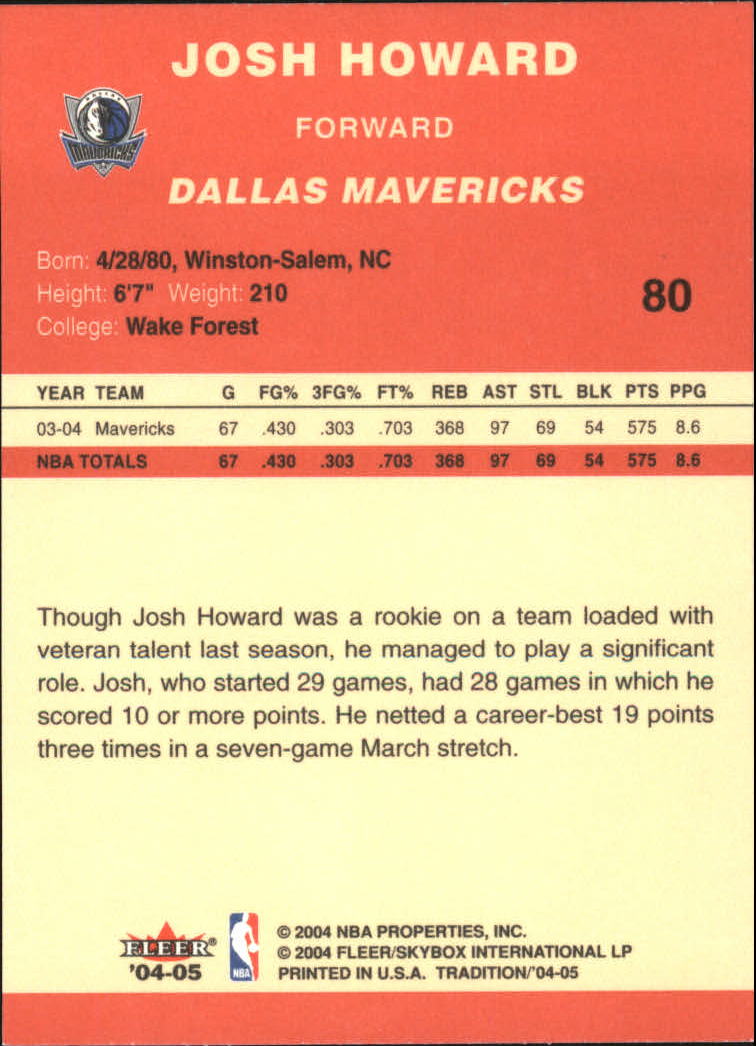 JOSH HOWARD
MAVERICKS
FORWARD
DALLAS MAVERICKS
Born: 4/28/80, Winston-Salem, NC
Height: 6'7" Weight: 210
80
College: Wake Forest
YEAR TEAM G FG% 3FG% FT% REB AST STL BLK PTS PPG
03-04 Mavericks 67 .430 .303 .703 368 97 69 54 575 8.6
NBA TOTALS 67 .430 .303 .703 368 97 69 54 575 8.6
Though Josh Howard was a rookie on a team loaded with
veteran talent last season, he managed to play a significant
role. Josh, who started 29 games, had 28 games in which he
scored 10 or more points. He netted a career-best 19 points
three times in a seven-game March stretch.
FLEER®
'04-05
NBA
© 2004 NBA PROPERTIES, INC.
© 2004 FLEER/SKYBOX INTERNATIONAL LP
PRINTED IN U.S.A. TRADITION/'04-05